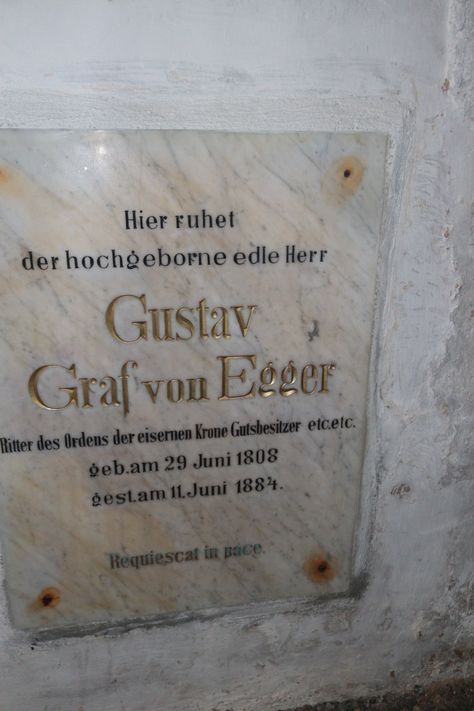 Hier ruhet
der hochgeborne edle Herr
Gustav
Graf von Egger
Ritter des Ordens der eisernen Krone Gutsbesitzer etc.etc.
geb.am 29 Juni 1808
gest.am 11.Juni 1884.
Requiescat in pace.